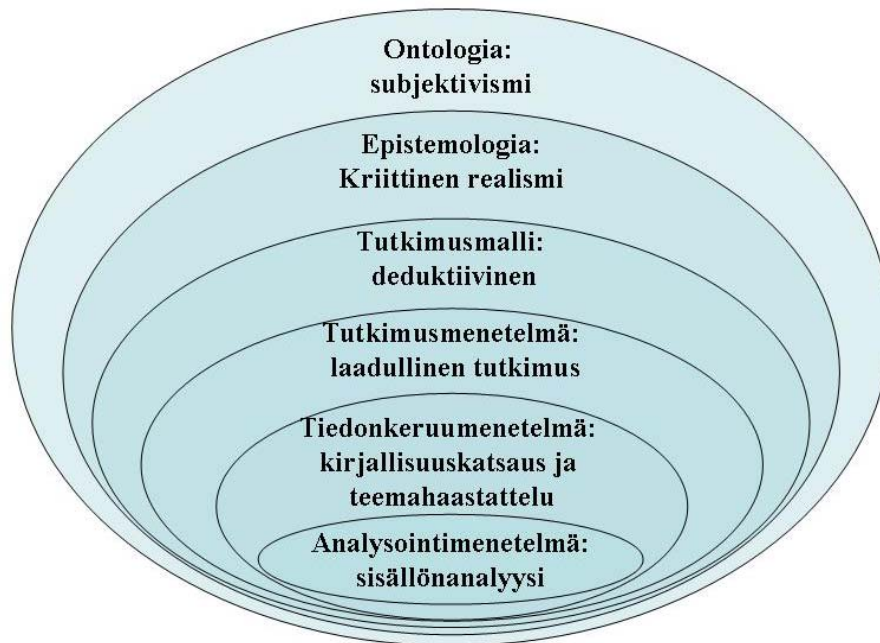 Ontologia:
subjektivismi
Epistemologia:
Kriittinen realismi
Tutkimusmalli:
deduktiivinen
Tutkimusmenetelmä:
laadullinen tutkimus
Tiedonkeruumenetelmä:
kirjallisuuskatsaus ja
teemahaastattelu
Analysointimenetelmä:
sisällönanalyysi